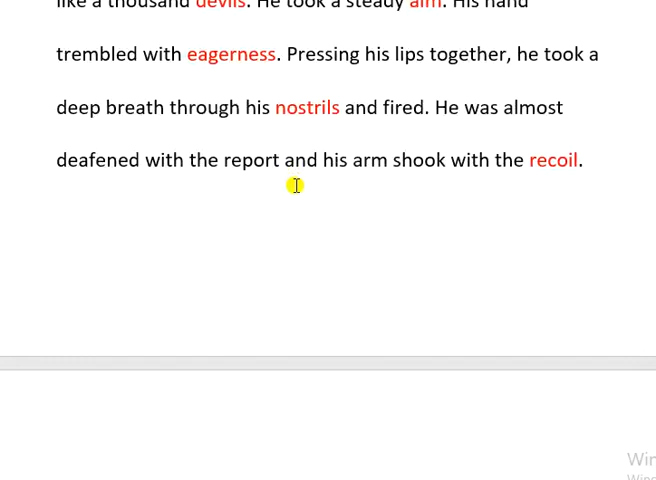 like a thousand devils. He took a steady aim. His hand
trembled with eagerness. Pressing his lips together, he took a
deep breath through his nostrils and fired. He was almost
deafened with the report and his arm shook with the recoil.